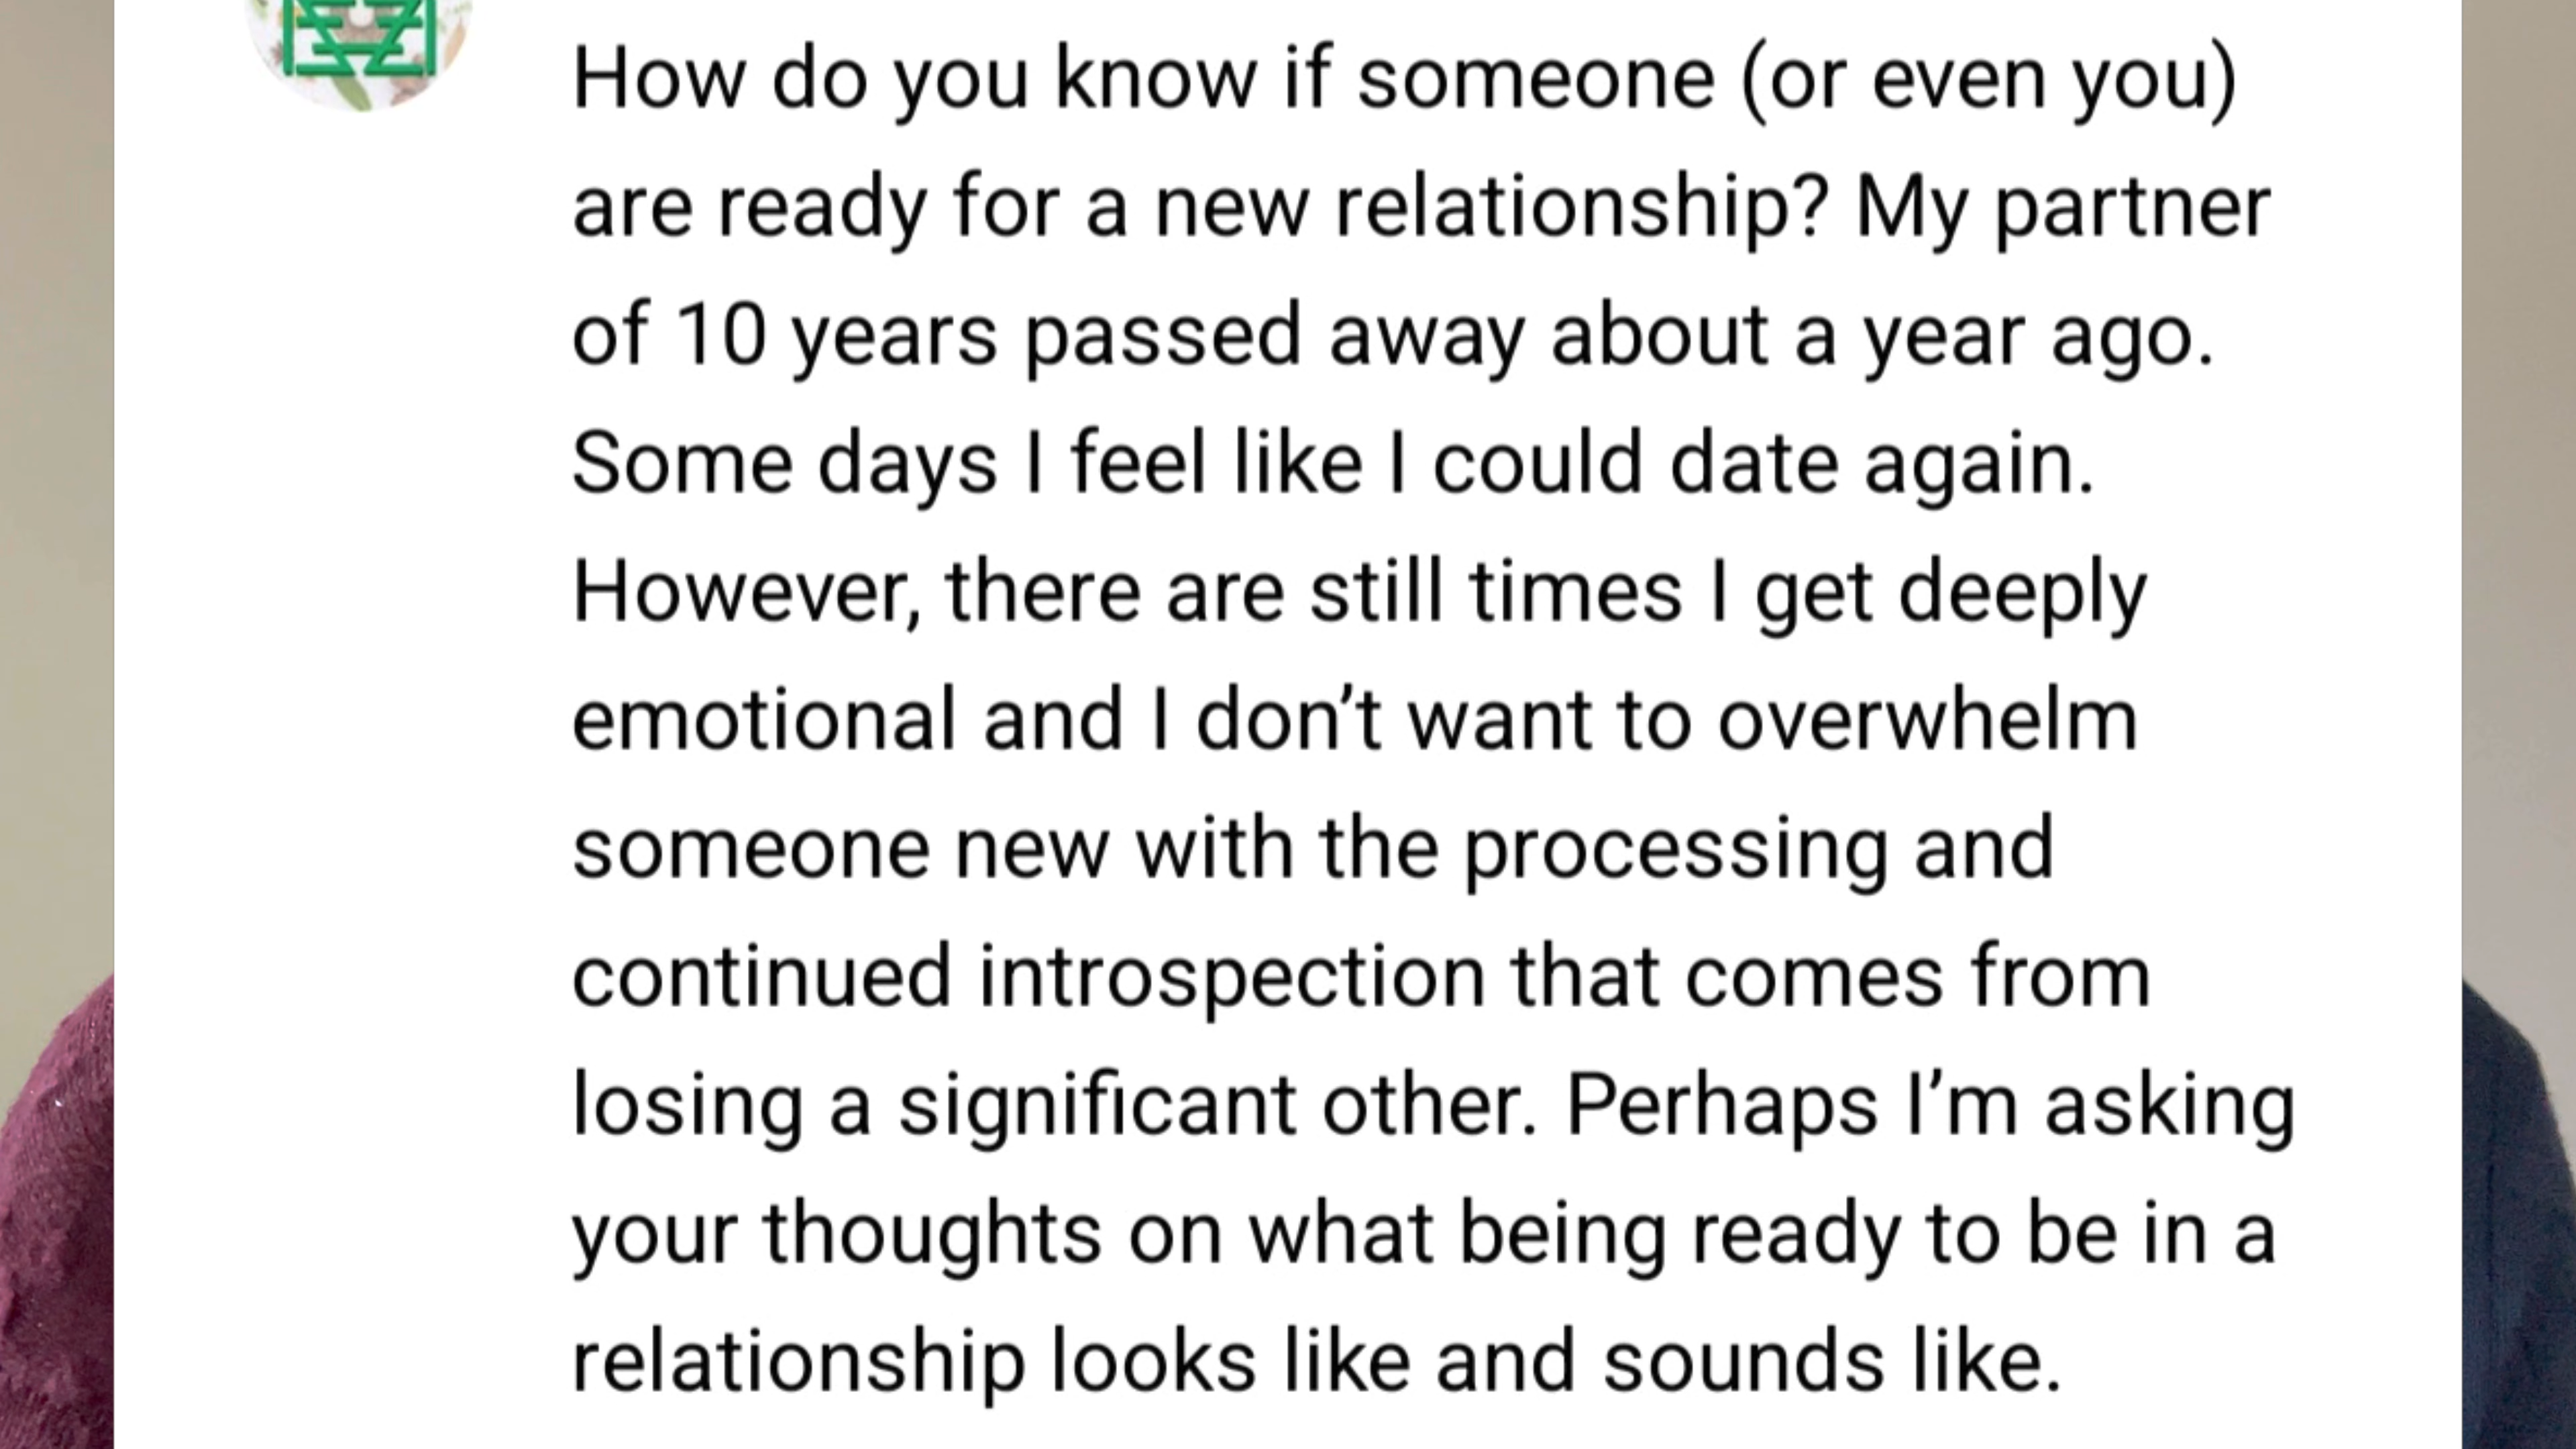 How do you know if someone (or even you)
are ready for a new relationship? My partner
of 10 years passed away about a year ago.
Some days I feel like I could date again.
However, there are still times I get deeply
emotional and I don’t want to overwhelm
someone new with the processing and
continued introspection that comes from
losing a significant other. Perhaps I’m asking
your thoughts on what being ready to be in a
relationship looks like and sounds like.